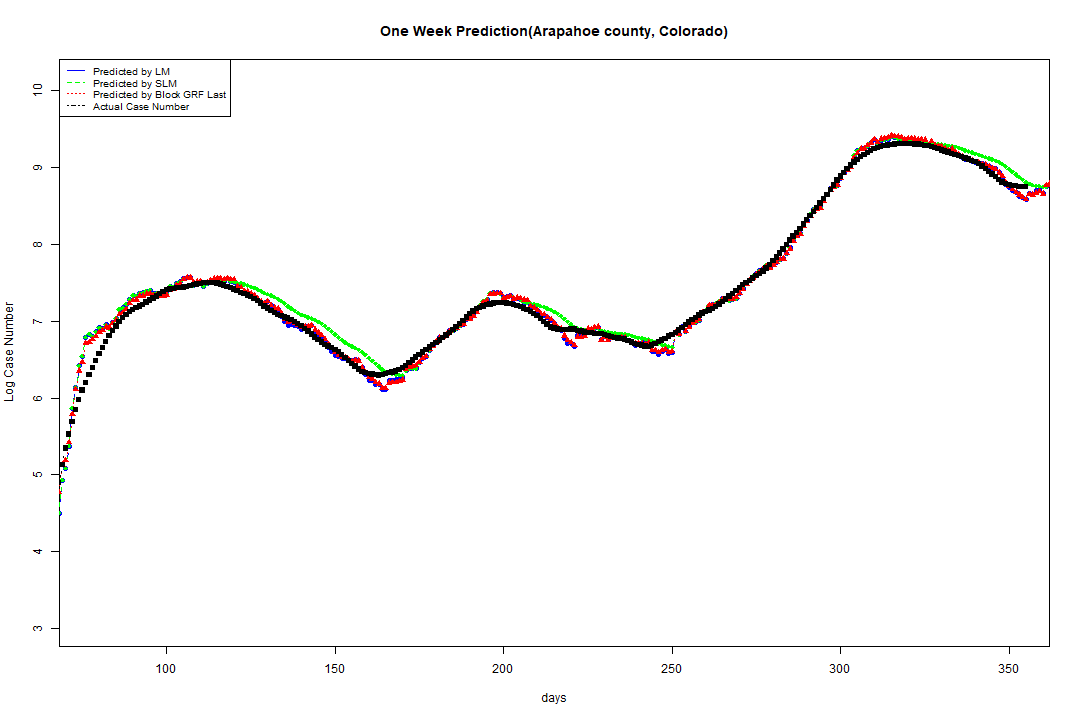 One Week Prediction(Arapahoe county, Colorado)
Predicted by LM
Predicted by SLM
Predicted by Block GRF Last
Actual Case Number
10
9
8
7
6
5
4
3
Log Case Number
100 150 200 250 300 350
days